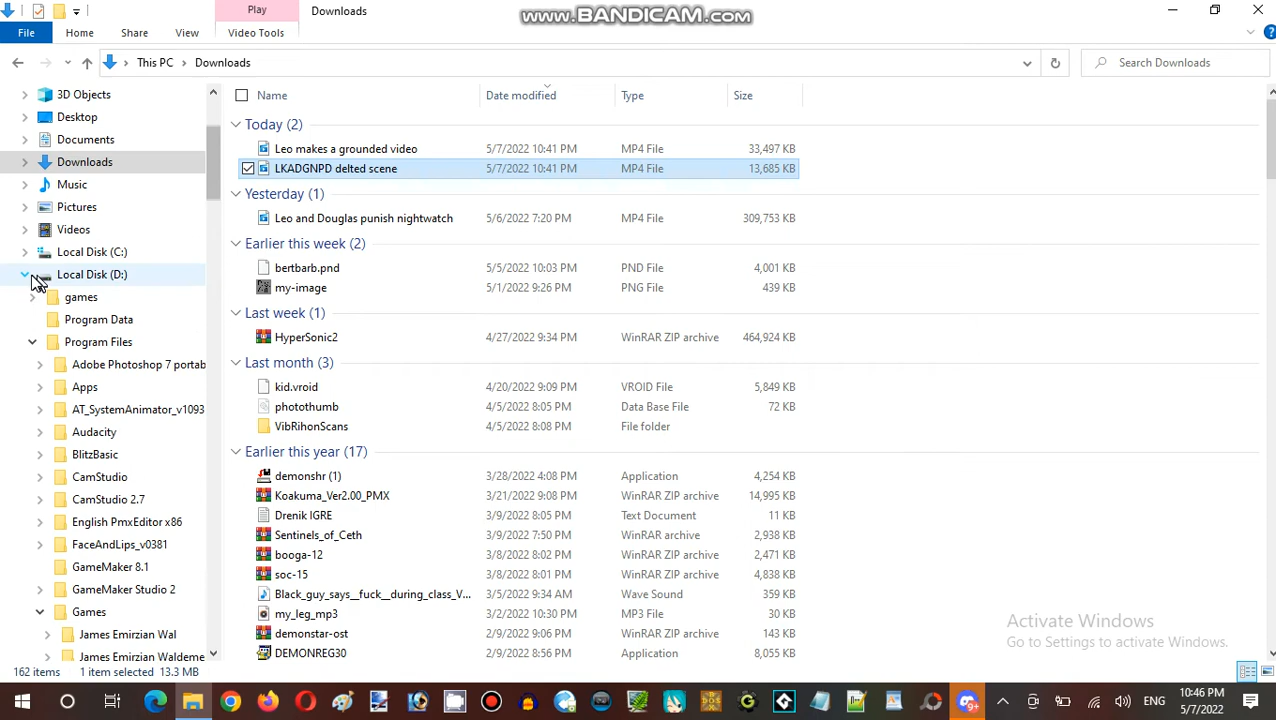 Play
Downloads
www.BANDICAM.com
File
Home
Share
View
Video Tools
This PC
Downloads
Search Downloads
3D Objects
Desktop
Documents
Downloads
Music
Pictures
Videos
Local Disk (C:)
Local Disk (D:)
games
Program Data
Program Files
Adobe Photoshop 7 portab
Apps
AT_SystemAnimator_v1093
Audacity
BlitzBasic
CamStudio
CamStudio 2.7
English PmxEditor x86
FaceAndLips_v0381
GameMaker 8.1
GameMaker Studio 2
Games
James Emirzian Wal
James Emirzian Waldeme
Name Date modified Type Size
Today (2)
Leo makes a grounded video 5/7/2022 10:41 PM MP4 File 33,497 KB
LKADGNPD delted scene 5/7/2022 10:41 PM MP4 File 13,685 KB
Yesterday (1)
Leo and Douglas punish nightwatch 5/6/2022 7:20 PM MP4 File 309,753 KB
Earlier this week (2)
bertbarb.pnd 5/5/2022 10:03 PM PND File 4,001 KB
my-image 5/1/2022 9:26 PM PNG File 439 KB
Last week (1)
HyperSonic2 4/27/2022 9:34 PM WinRAR ZIP archive 464,924 KB
Last month (3)
kid.vroid 4/20/2022 9:09 PM VROID File 5,849 KB
photothumb 4/5/2022 8:05 PM Data Base File 72 KB
VibRihonScans 4/5/2022 8:08 PM File folder
Earlier this year (17)
demonshr (1) 3/28/2022 4:08 PM Application 4,254 KB
Koakuma_Ver2.00_PMX 3/21/2022 9:08 PM WinRAR ZIP archive 14,995 KB
Drenik IGRE 3/9/2022 8:05 PM Text Document 11 KB
Sentinels_of_Ceth 3/9/2022 7:50 PM WinRAR archive 2,938 KB
booga-12 3/8/2022 8:02 PM WinRAR ZIP archive 2,471 KB
soc-15 3/8/2022 8:01 PM WinRAR ZIP archive 4,838 KB
Black_guy_says__fuck__during_class_V... 3/5/2022 9:34 AM Wave Sound 359 KB
my_leg_mp3 3/2/2022 10:30 PM MP3 File 30 KB
demonstar-ost 2/9/2022 9:06 PM WinRAR ZIP archive 143 KB
DEMONREG30 2/9/2022 8:56 PM Application 8,055 KB
Activate Windows
Go to Settings to activate Windows.
162 items 1 item selected 13.3 MB
9+
ENG
10:46 PM
5/7/2022